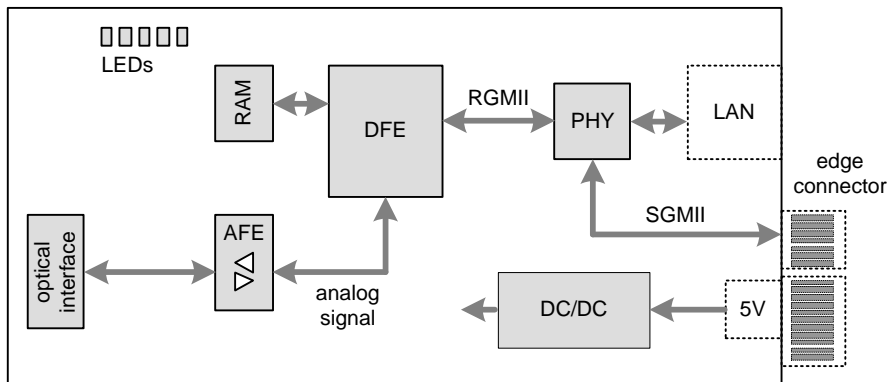 LEDs
RAM
DFE
RGMII
PHY
LAN
edge
connector
SGMII
optical
interface
AFE
analog
signal
DC/DC
5V